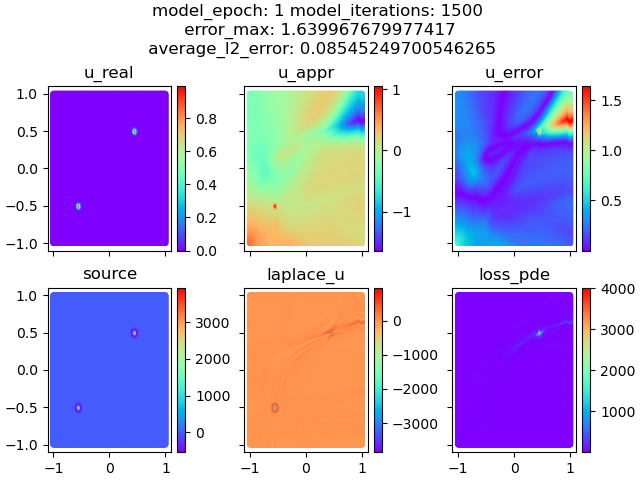 model_epoch: 1 model_iterations: 1500
error_max: 1.639967679977417
average_l2_error: 0.08545249700546265
u_real
u_appr
u_error
1.0
0.5
0.0
−0.5
−1.0
0.8
0.6
0.4
0.2
0.0
1
0
−1
1.5
1.0
0.5
source
laplace_u
loss_pde
1.0
0.5
0.0
−0.5
−1.0
3000
2000
1000
0
0
−1000
−2000
−3000
4000
3000
2000
1000
−1 0 1
−1 0 1
−1 0 1